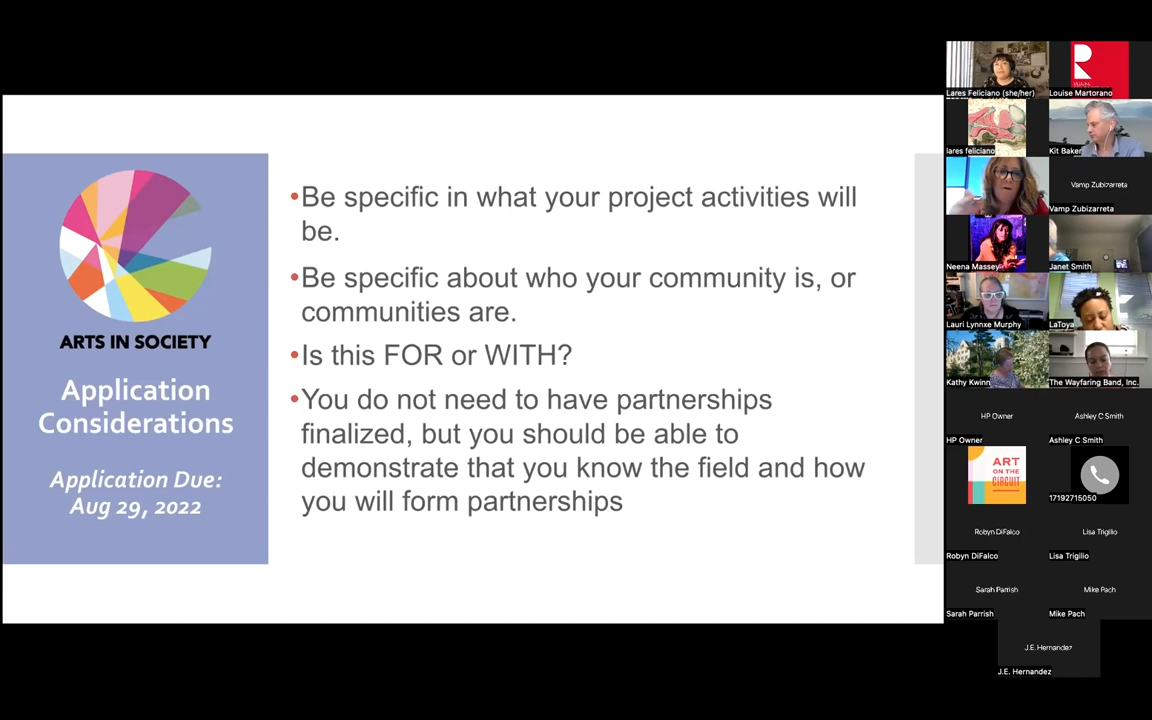 ARTS IN SOCIETY
Application
Considerations
Application Due:
Aug 29, 2022
•Be specific in what your project activities will
be.
•Be specific about who your community is, or
communities are.
•Is this FOR or WITH?
•You do not need to have partnerships
finalized, but you should be able to
demonstrate that you know the field and how
you will form partnerships
Lares Feliciano (she/her)
R
Louise Martorano
lares feliciano
Kit Baker
Vamp Zubizarreta
Vamp Zubizarreta
Neena Massey
Janet Smith
Lauri Lynnxe Murphy
LaToya
Kathy Kwinn
The Wayfaring Band, Inc.
HP Owner
HP Owner
Ashley C Smith
Ashley C Smith
ART
ON THE
CIRCUIT
17192715050
Robyn DiFalco
Robyn DiFalco
Lisa Trigilio
Lisa Trigilio
Sarah Parrish
Sarah Parrish
Mike Pach
Mike Pach
J.E. Hernandez
J.E. Hernandez